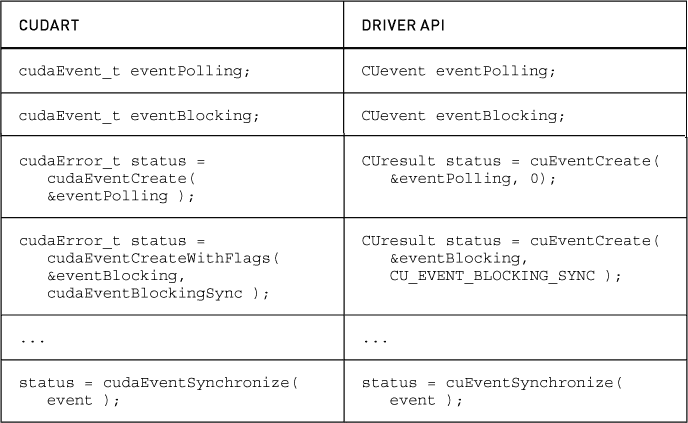 CUDART DRIVER API
cudaEvent_t eventPolling; CUevent eventPolling;
cudaEvent_t eventBlocking; CUevent eventBlocking;
cudaError_t status = CUresult status = cuEventCreate(
cudaEventCreate( &eventPolling, 0);
&eventPolling );
cudaError_t status = CUresult status = cuEventCreate(
cudaEventCreateWithFlags( &eventBlocking,
&eventBlocking, CU_EVENT_BLOCKING_SYNC );
cudaEventBlockingSync );
... ...
status = cudaEventSynchronize( status = cuEventSynchronize(
event ); event );